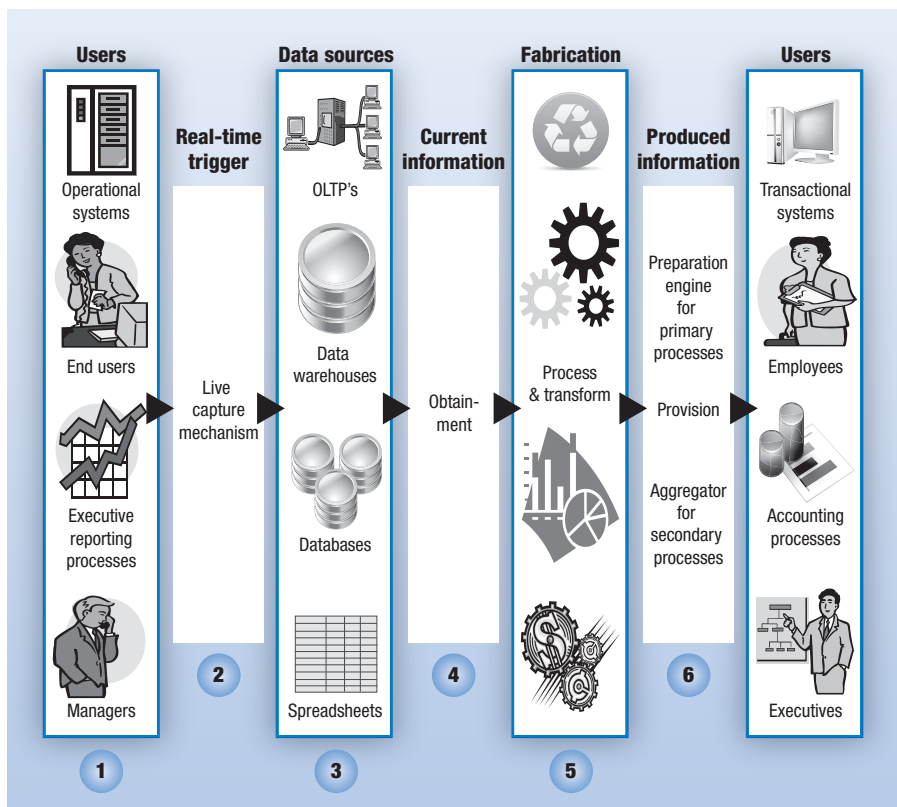 Users
Operational
systems
End users
Executive
reporting
processes
Managers
1
Real-time
trigger
Live
capture
mechanism
2
Data sources
OLTP's
Data
warehouses
Databases
Spreadsheets
3
Current
information
Obtain-
ment
4
Fabrication
Process
& transform
5
Produced
information
Preparation
engine
for
primary
processes
Provision
Aggregator
for
secondary
processes
6
Users
Transactional
systems
Employees
Accounting
processes
Executives